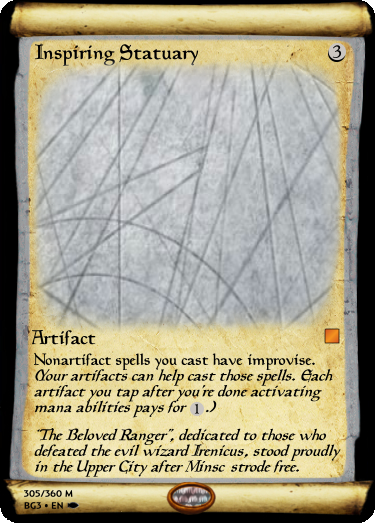 Inspiring Statuary 3
Artifact
Nonartifact spells you cast have improvise.
(Your artifacts can help cast those spells. Each
artifact you tap after you're done activating
mana abilities pays for 1.)
"The Beloved Ranger", dedicated to those who
defeated the evil wizard Irenicus, stood proudly
in the Upper City after Minsc strode free.
305/360 M
BG3 • EN